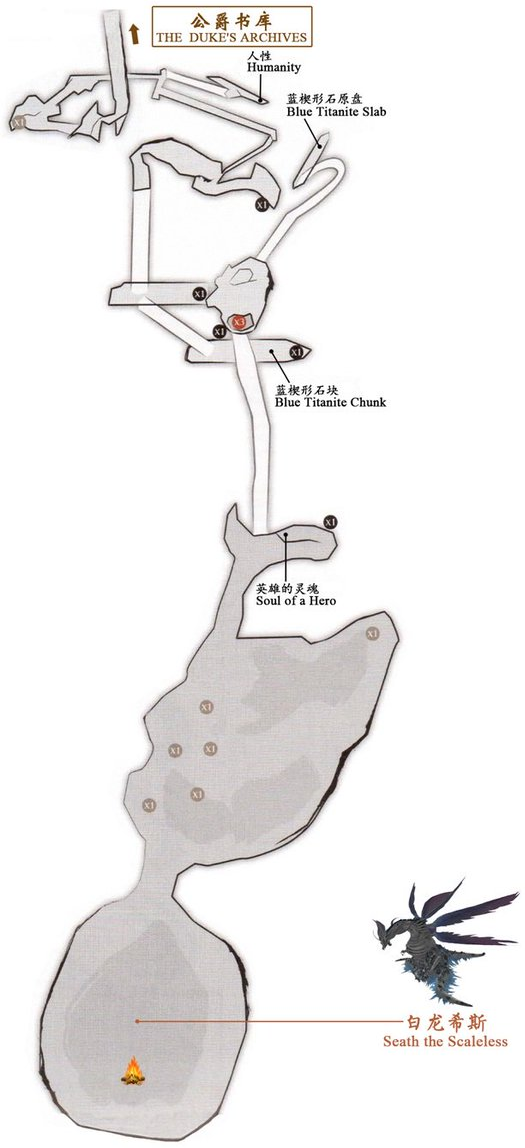 公爵书库
THE DUKE'S ARCHIVES
人性
Humanity
蓝楔形石原盘
Blue Titanite Slab
X1
X1
X1
X3
X1
X1
蓝楔形石块
Blue Titanite Chunk
X1
英雄的灵魂
Soul of a Hero
X1
X1
X1
X1
X1
X1
白龙希斯
Seath the Scaleless